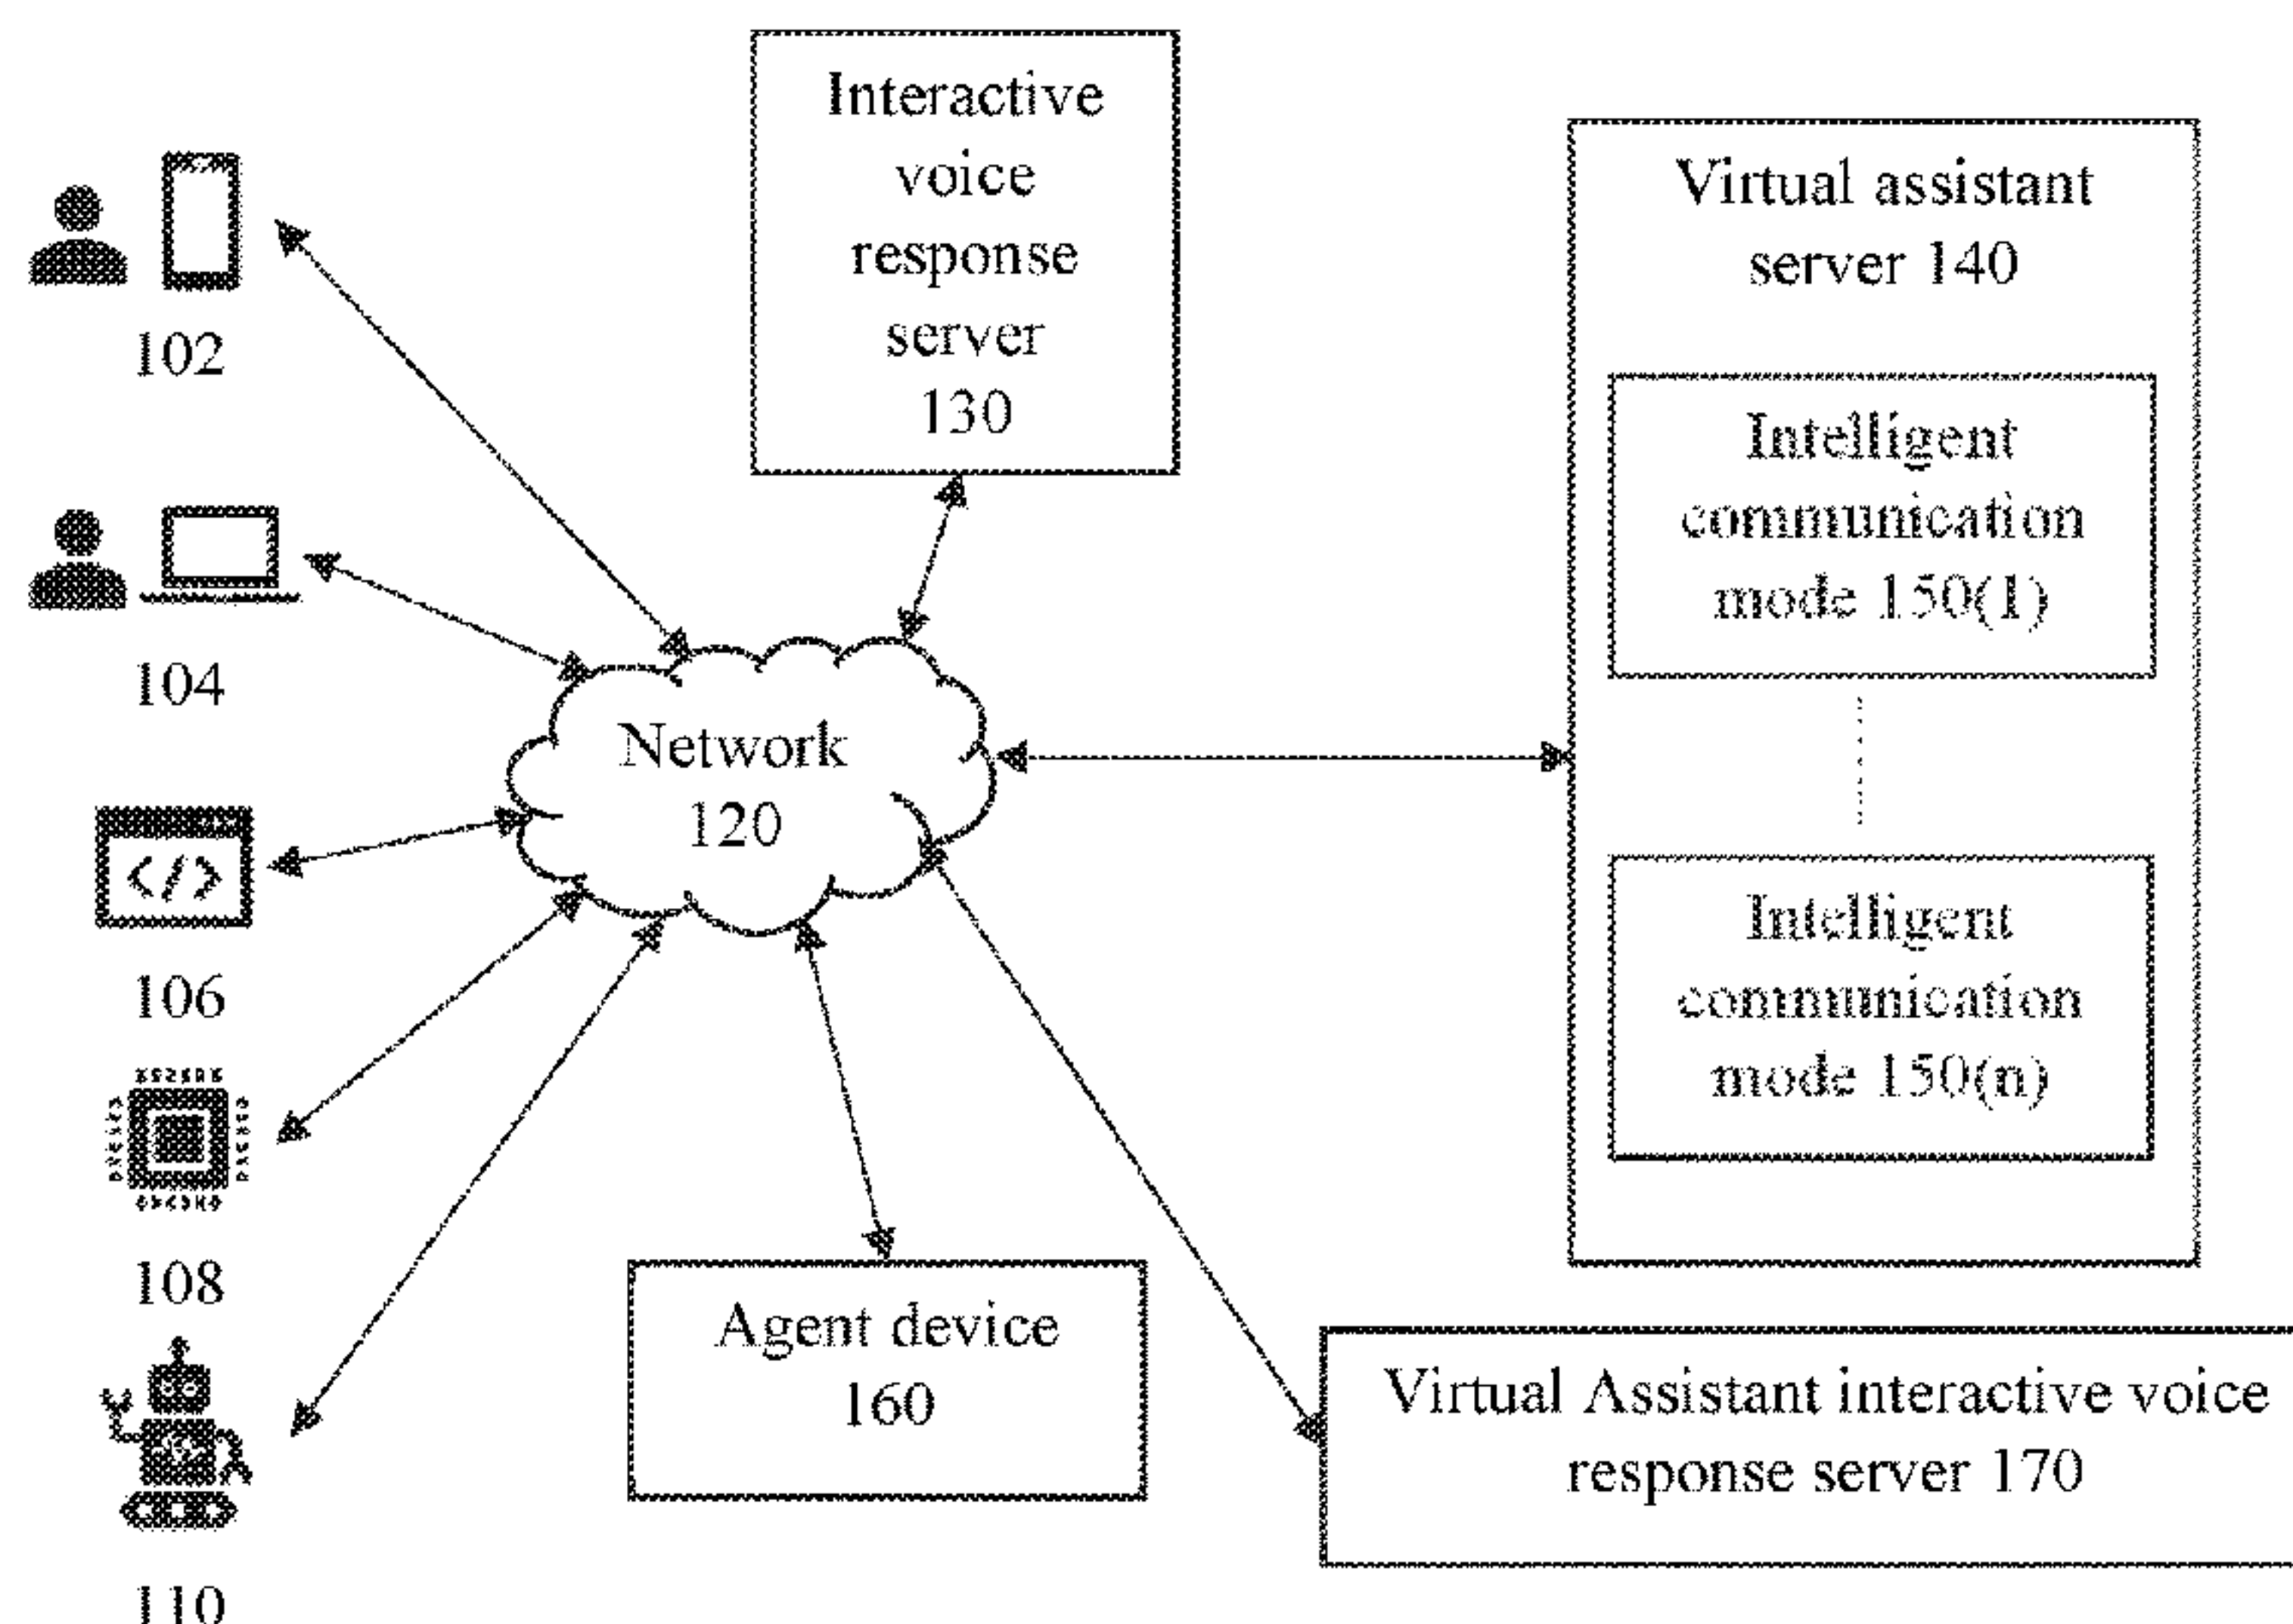 Interactive
voice
response
server
130
Virtual assistant
server 140
Intelligent
communication
mode 150(1)
Intelligent
communication
mode 150(n)
102
104
Network
120
</>
106
108
110
Agent device
160
Virtual Assistant interactive voice
response server 170